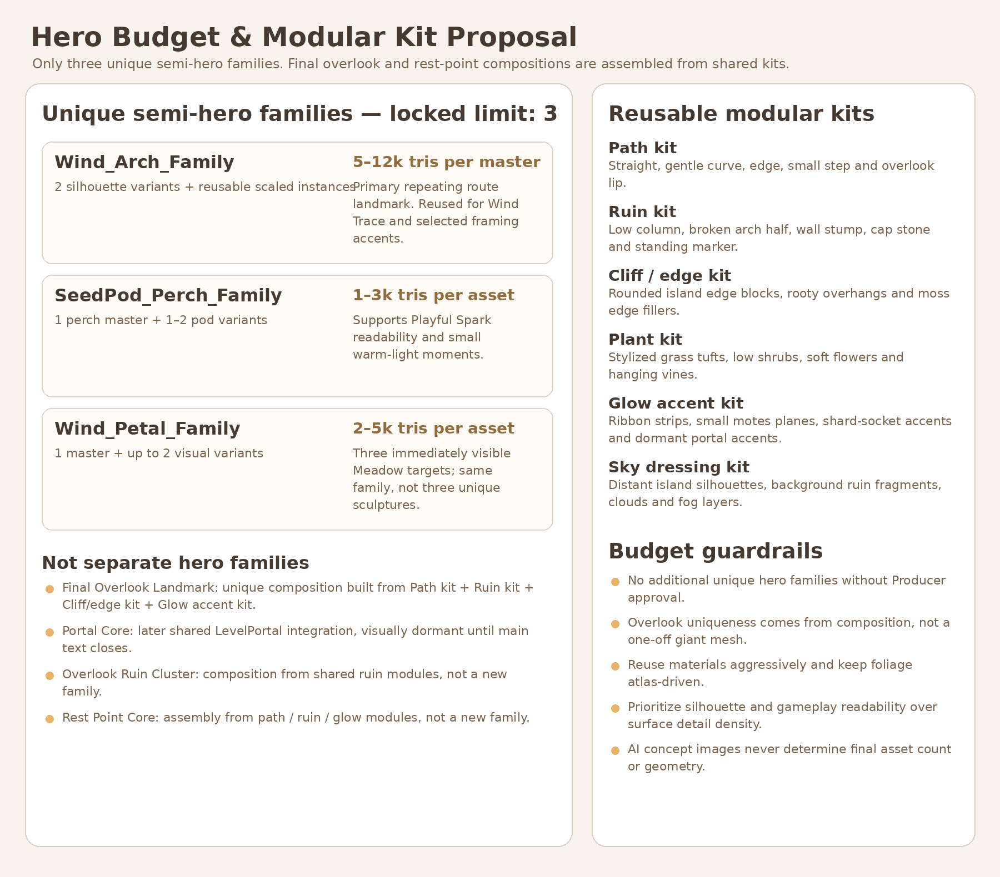 Hero Budget & Modular Kit Proposal
Only three unique semi-hero families. Final overlook and rest-point compositions are assembled from shared kits.
Unique semi-hero families — locked limit: 3
Wind_Arch_Family
2 silhouette variants + reusable scaled instances
5–12k tris per master
Primary repeating route
landmark. Reused for Wind
Trace and selected framing
accents.
SeedPod_Perch_Family
1 perch master + 1–2 pod variants
1–3k tris per asset
Supports Playful Spark
readability and small
warm-light moments.
Wind_Petal_Family
1 master + up to 2 visual variants
2–5k tris per asset
Three immediately visible
Meadow targets; same
family, not three unique
sculptures.
Not separate hero families
Final Overlook Landmark: unique composition built from Path kit + Ruin kit +
Cliff/edge kit + Glow accent kit.
Portal Core: later shared LevelPortal integration, visually dormant until main
text closes.
Overlook Ruin Cluster: composition from shared ruin modules, not a new
family.
Rest Point Core: assembly from path / ruin / glow modules, not a new family.
Reusable modular kits
Path kit
Straight, gentle curve, edge, small step and overlook
lip.
Ruin kit
Low column, broken arch half, wall stump, cap stone
and standing marker.
Cliff / edge kit
Rounded island edge blocks, rooty overhangs and moss
edge fillers.
Plant kit
Stylized grass tufts, low shrubs, soft flowers and
hanging vines.
Glow accent kit
Ribbon strips, small motes planes, shard-socket accents
and dormant portal accents.
Sky dressing kit
Distant island silhouettes, background ruin fragments,
clouds and fog layers.
Budget guardrails
No additional unique hero families without Producer
approval.
Overlook uniqueness comes from composition, not a
one-off giant mesh.
Reuse materials aggressively and keep foliage
atlas-driven.
Prioritize silhouette and gameplay readability over
surface detail density.
AI concept images never determine final asset count
or geometry.